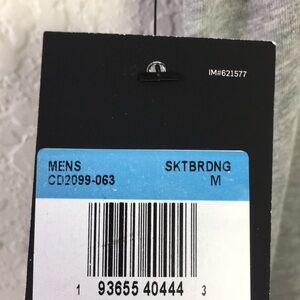 IM#621577
MENS SKTBRDNG
CD2099-063 M
1 93655 40444 3